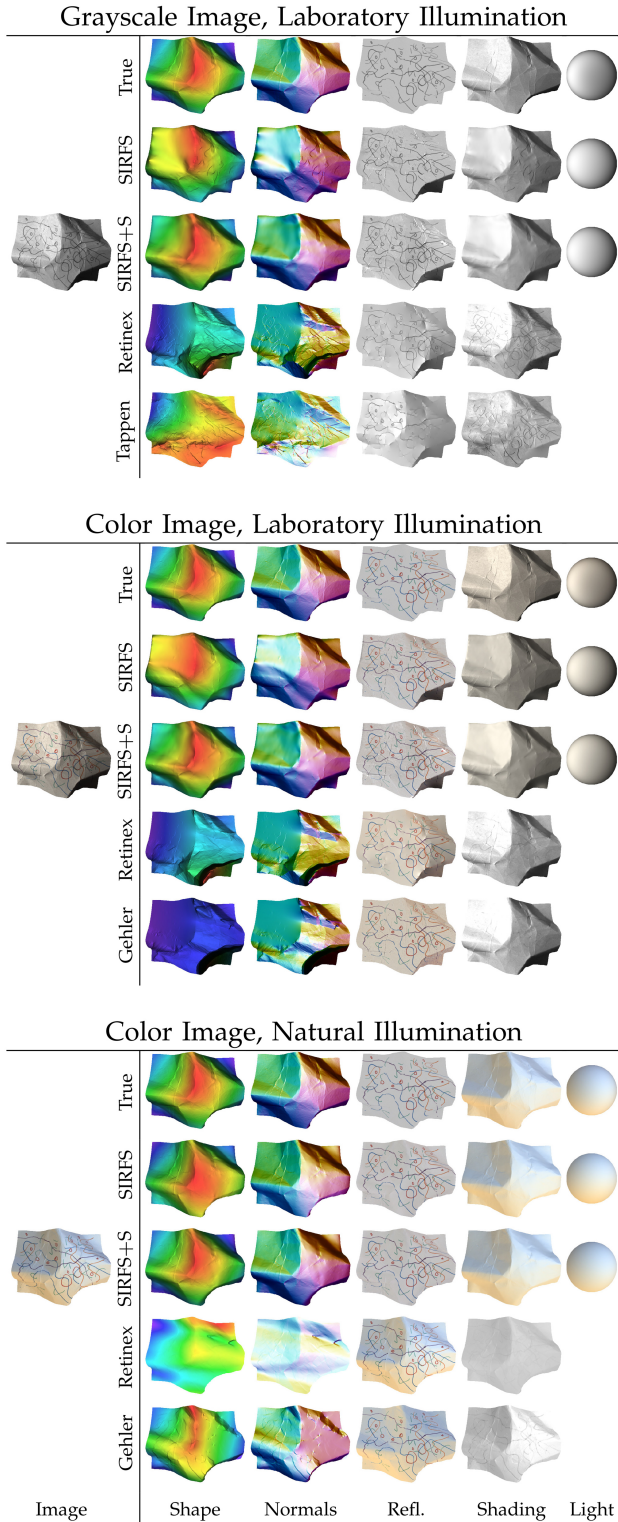 Grayscale Image, Laboratory Illumination
True
SIRFS
SIRFS+S
Retinex
Tappen
Color Image, Laboratory Illumination
True
SIRFS
SIRFS+S
Retinex
Gehler
Color Image, Natural Illumination
True
SIRFS
SIRFS+S
Retinex
Gehler
Image Shape Normals Refl. Shading Light